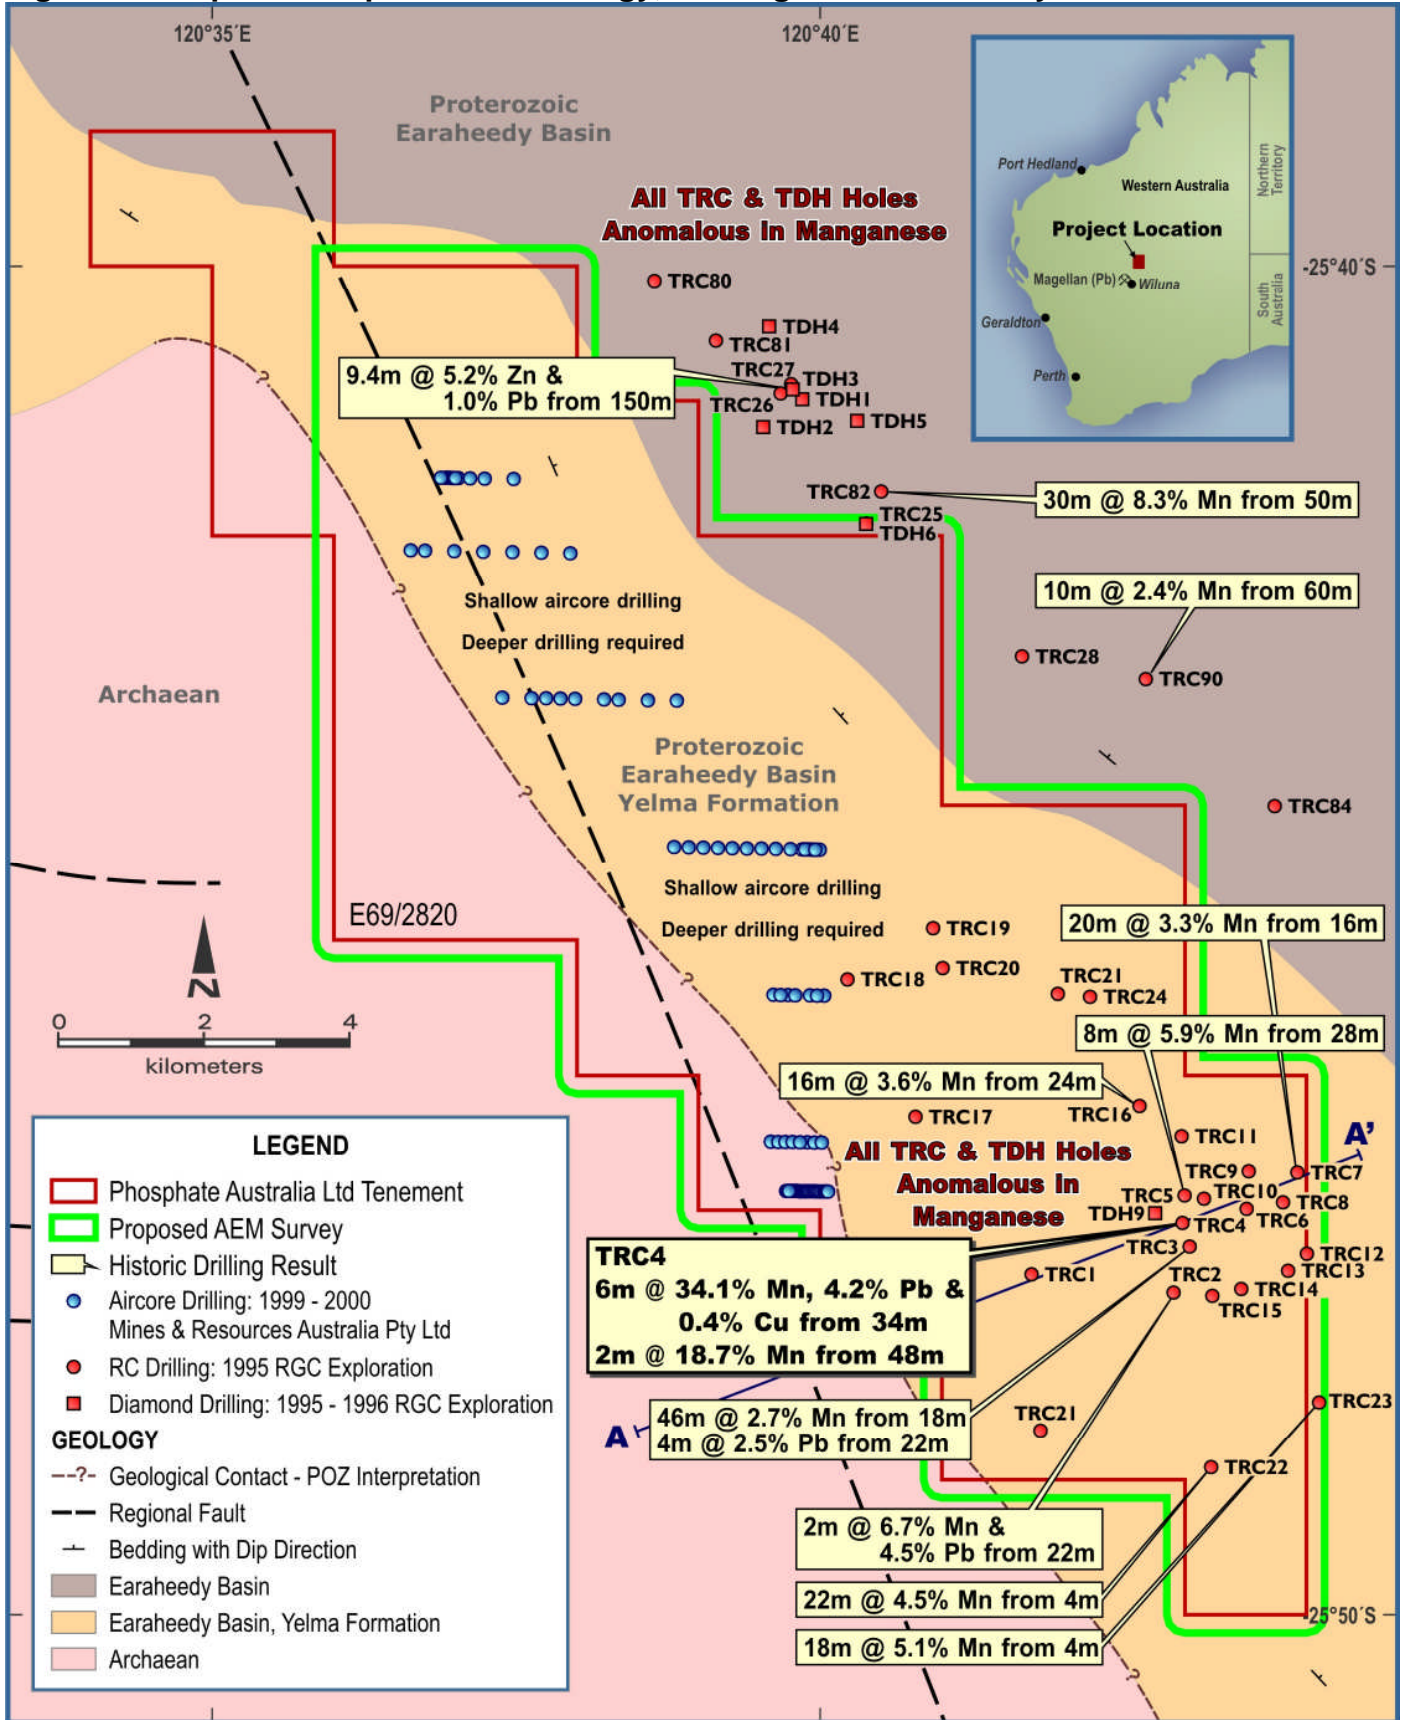 120°35´E
120°40´E
Proterozoic
Earaheedy Basin
All TRC & TDH Holes
Anomalous in Manganese
Port Hedland
Western Australia
Northern
Territory
Project Location
Magellan (Pb)
Wiluna
South
Australia
Geraldton
Perth
-25°40´S
TRC80
TDH4
TRC81
TRC27
TDH3
TDH1
TRC26
TDH2
TDH5
9.4m @ 5.2% Zn &
1.0% Pb from 150m
TRC82
TRC25
TDH6
30m @ 8.3% Mn from 50m
10m @ 2.4% Mn from 60m
Shallow aircore drilling
Deeper drilling required
TRC28
TRC90
Archaean
Proterozoic
Earaheedy Basin
Yelma Formation
TRC84
Shallow aircore drilling
Deeper drilling required
E69/2820
TRC19
TRC20
TRC18
TRC21
TRC24
20m @ 3.3% Mn from 16m
8m @ 5.9% Mn from 28m
16m @ 3.6% Mn from 24m
N
0 2 4
kilometers
TRC17
TRC16
TRC11
A'
All TRC & TDH Holes
Anomalous in
Manganese
TRC9
TRC7
TRC5
TRC10
TRC8
TDH9
TRC4
TRC6
TRC3
TRC12
TRC13
TRC1
TRC2
TRC14
TRC15
TRC4
6m @ 34.1% Mn, 4.2% Pb &
0.4% Cu from 34m
2m @ 18.7% Mn from 48m
A
46m @ 2.7% Mn from 18m
4m @ 2.5% Pb from 22m
TRC21
TRC23
TRC22
2m @ 6.7% Mn &
4.5% Pb from 22m
22m @ 4.5% Mn from 4m
18m @ 5.1% Mn from 4m
-25°50´S
LEGEND
Phosphate Australia Ltd Tenement
Proposed AEM Survey
Historic Drilling Result
Aircore Drilling: 1999 - 2000
Mines & Resources Australia Pty Ltd
RC Drilling: 1995 RGC Exploration
Diamond Drilling: 1995 - 1996 RGC Exploration
GEOLOGY
--?- Geological Contact - POZ Interpretation
Regional Fault
Bedding with Dip Direction
Earaheedy Basin
Earaheedy Basin, Yelma Formation
Archaean